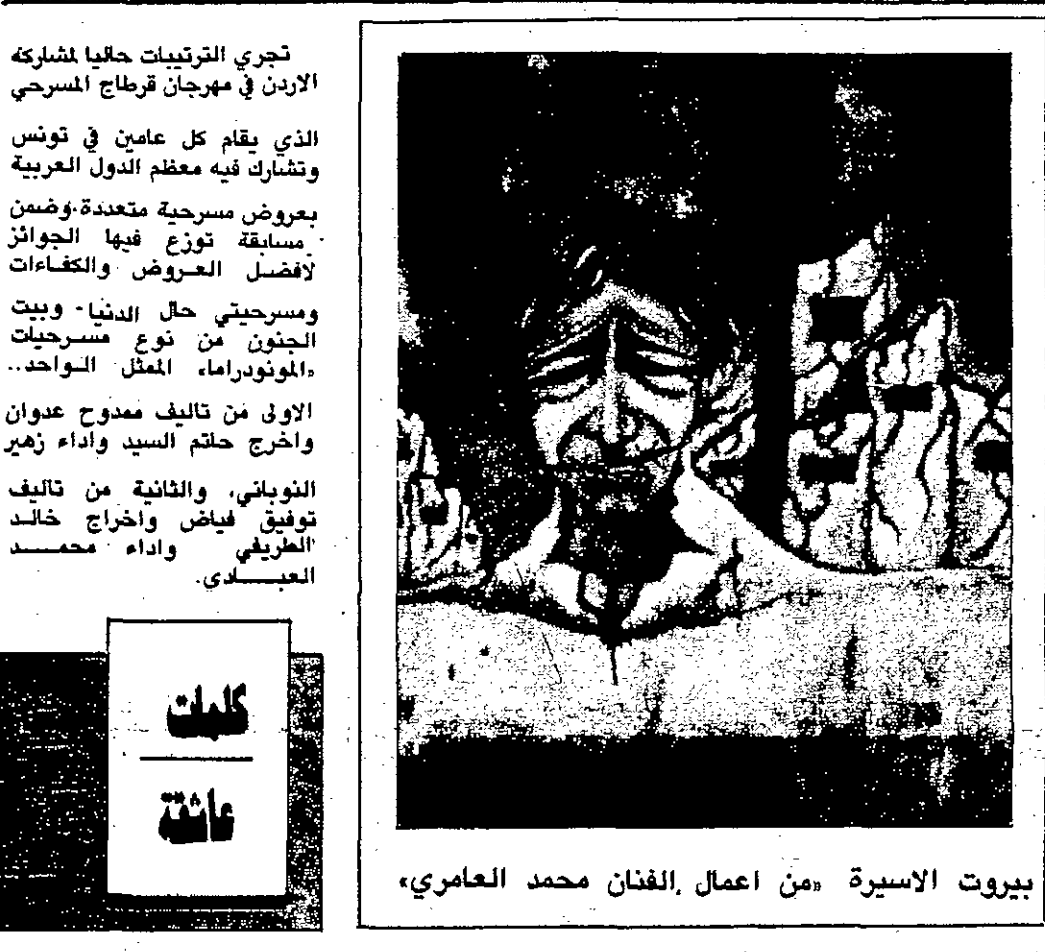 تجري الترتيبات حاليا لمشاركة
الاردن في مهرجان قرطاج المسرحي
الذي يقام كل عامين في تونس
وتشارك فيه معظم الدول العربية
بعروض مسرحية متعددة وضمن
مسابقة توزع فيها الجوائز
لافضل العروض والكفاءات
ومسرحيتي حال الدنيا - وبيت
الجنون من نوع مسرحيات
«المونودراما» الممثل الواحد..
الاولى من تاليف ممدوح عدوان
واخرج حاتم السيد واداء زهير
النوباني، والثانية من تاليف
توفيق فياض واخراج خالد
الطريفي واداء محمد
العبادي.
كلمات
عاشقة
بيروت الاسيرة «من اعمال الفنان محمد العامري»